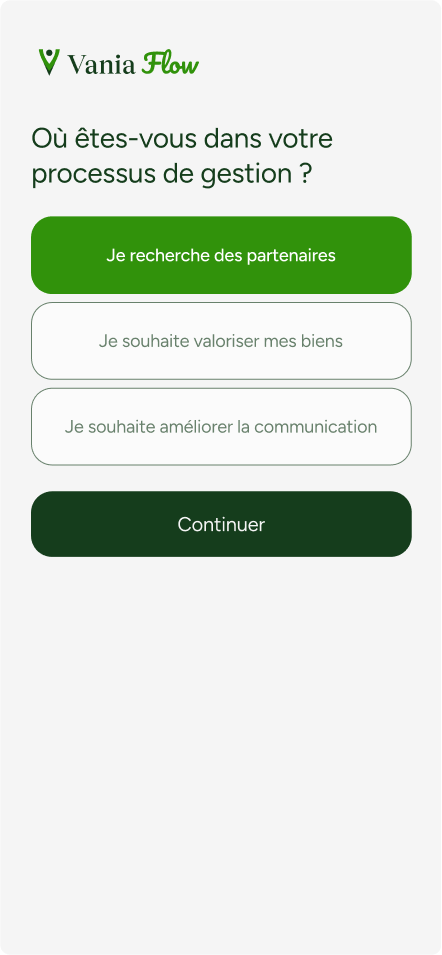 Vania Flow
Où êtes-vous dans votre
processus de gestion ?
Je recherche des partenaires
Je souhaite valoriser mes biens
Je souhaite améliorer la communication
Continuer